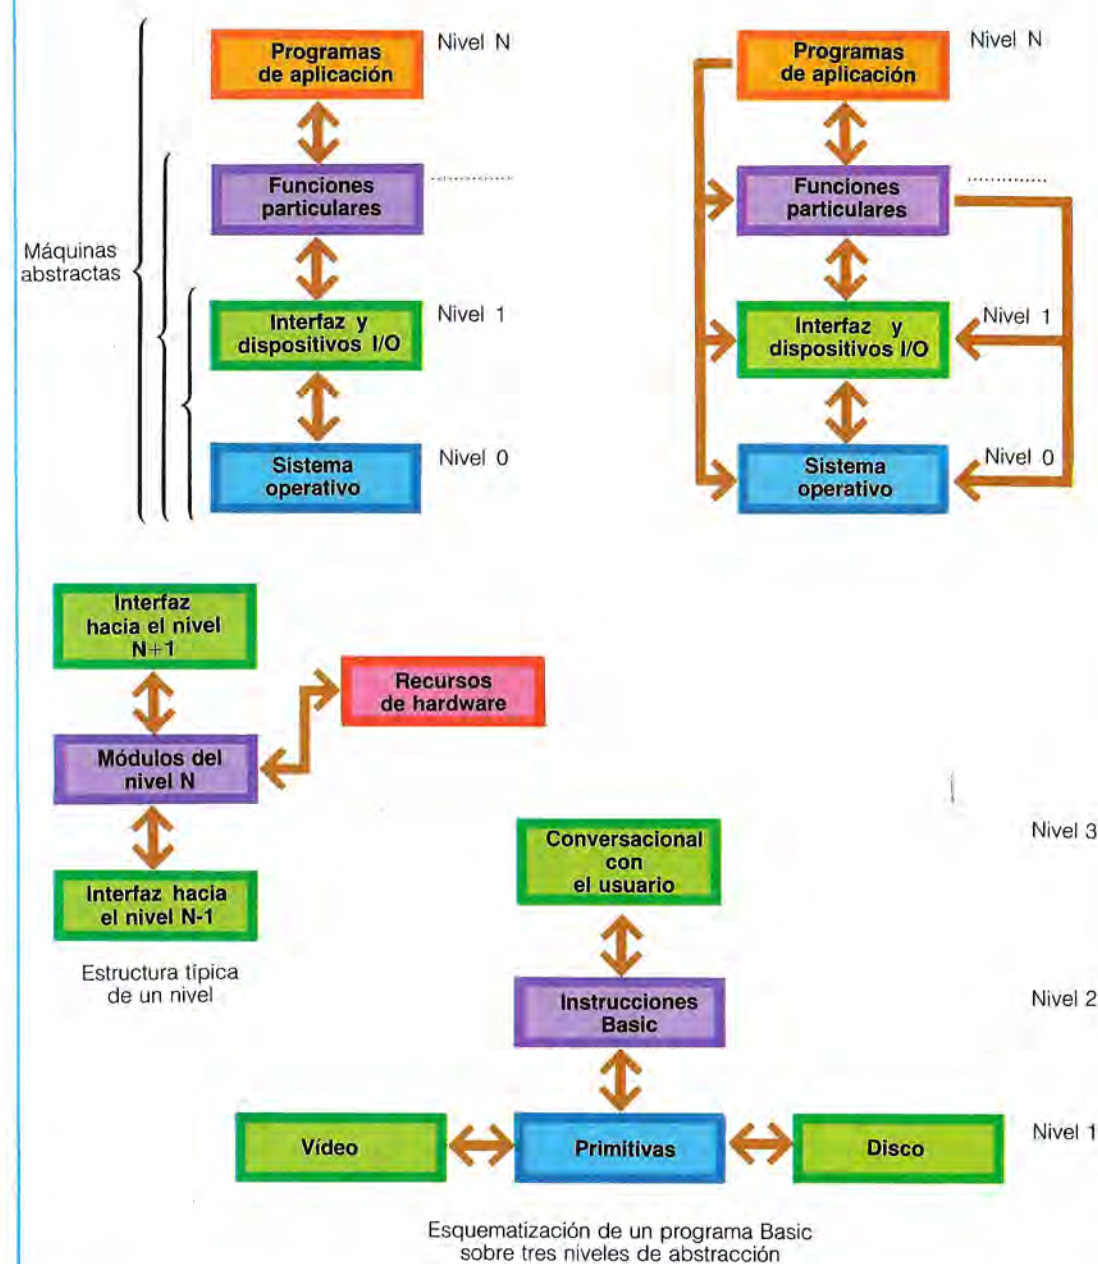 Programas
de aplicación
Nivel N
Funciones
particulares
Máquinas
abstractas
Interfaz y
dispositivos I/O
Nivel 1
Sistema
operativo
Nivel 0
Programas
de aplicación
Nivel N
Funciones
particulares
Interfaz y
dispositivos I/O
Nivel 1
Sistema
operativo
Nivel 0
Interfaz
hacia el nivel
N+1
Recursos
de hardware
Módulos del
nivel N
Interfaz hacia
el nivel N-1
Estructura típica
de un nivel
Conversacional
con
el usuario
Nivel 3
Instrucciones
Basic
Nivel 2
Vídeo
Primitivas
Disco
Nivel 1
Esquematización de un programa Basic
sobre tres niveles de abstracción